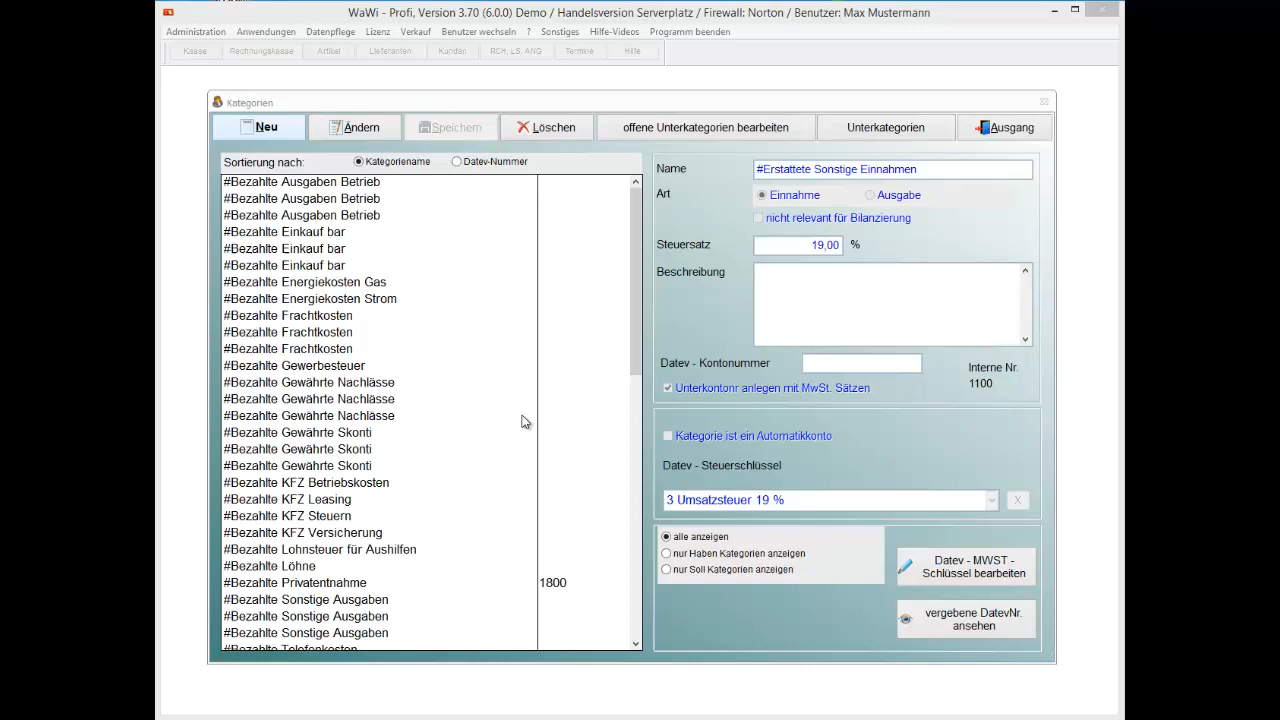 WaWi - Profi, Version 3.70 (6.0.0) Demo / Handelsversion Serverplatz / Firewall: Norton / Benutzer: Max Mustermann
Administration Anwendungen Datenpflege Lizenz Verkauf Benutzer wechseln ? Sonstiges Hilfe-Videos Programm beenden
Kasse Rechnungskasse Artikel Lieferanten Kunden RCH, LS, ANG Termine Hilfe
Kategorien
Neu Ändern Speichern Löschen offene Unterkategorien bearbeiten Unterkategorien Ausgang
Sortierung nach: Kategoriename Datev-Nummer
#Bezahlte Ausgaben Betrieb
#Bezahlte Ausgaben Betrieb
#Bezahlte Ausgaben Betrieb
#Bezahlte Einkauf bar
#Bezahlte Einkauf bar
#Bezahlte Einkauf bar
#Bezahlte Energiekosten Gas
#Bezahlte Energiekosten Strom
#Bezahlte Frachtkosten
#Bezahlte Frachtkosten
#Bezahlte Frachtkosten
#Bezahlte Gewerbesteuer
#Bezahlte Gewährte Nachlässe
#Bezahlte Gewährte Nachlässe
#Bezahlte Gewährte Nachlässe
#Bezahlte Gewährte Skonti
#Bezahlte Gewährte Skonti
#Bezahlte Gewährte Skonti
#Bezahlte KFZ Betriebskosten
#Bezahlte KFZ Leasing
#Bezahlte KFZ Steuern
#Bezahlte KFZ Versicherung
#Bezahlte Lohnsteuer für Aushilfen
#Bezahlte Löhne
#Bezahlte Privatentnahme 1800
#Bezahlte Sonstige Ausgaben
#Bezahlte Sonstige Ausgaben
#Bezahlte Sonstige Ausgaben
#Bezahlte Telefonkosten
Name #Erstattete Sonstige Einnahmen
Art Einnahme Ausgabe
nicht relevant für Bilanzierung
Steuersatz 19,00 %
Beschreibung
Datev - Kontonummer
Interne Nr.
1100
Unterkontonr anlegen mit MwSt. Sätzen
Kategorie ist ein Automatikkonto
Datev - Steuerschlüssel
3 Umsatzsteuer 19 % X
alle anzeigen
nur Haben Kategorien anzeigen
nur Soll Kategorien anzeigen
Datev - MWST -
Schlüssel bearbeiten
vergebene DatevNr.
ansehen